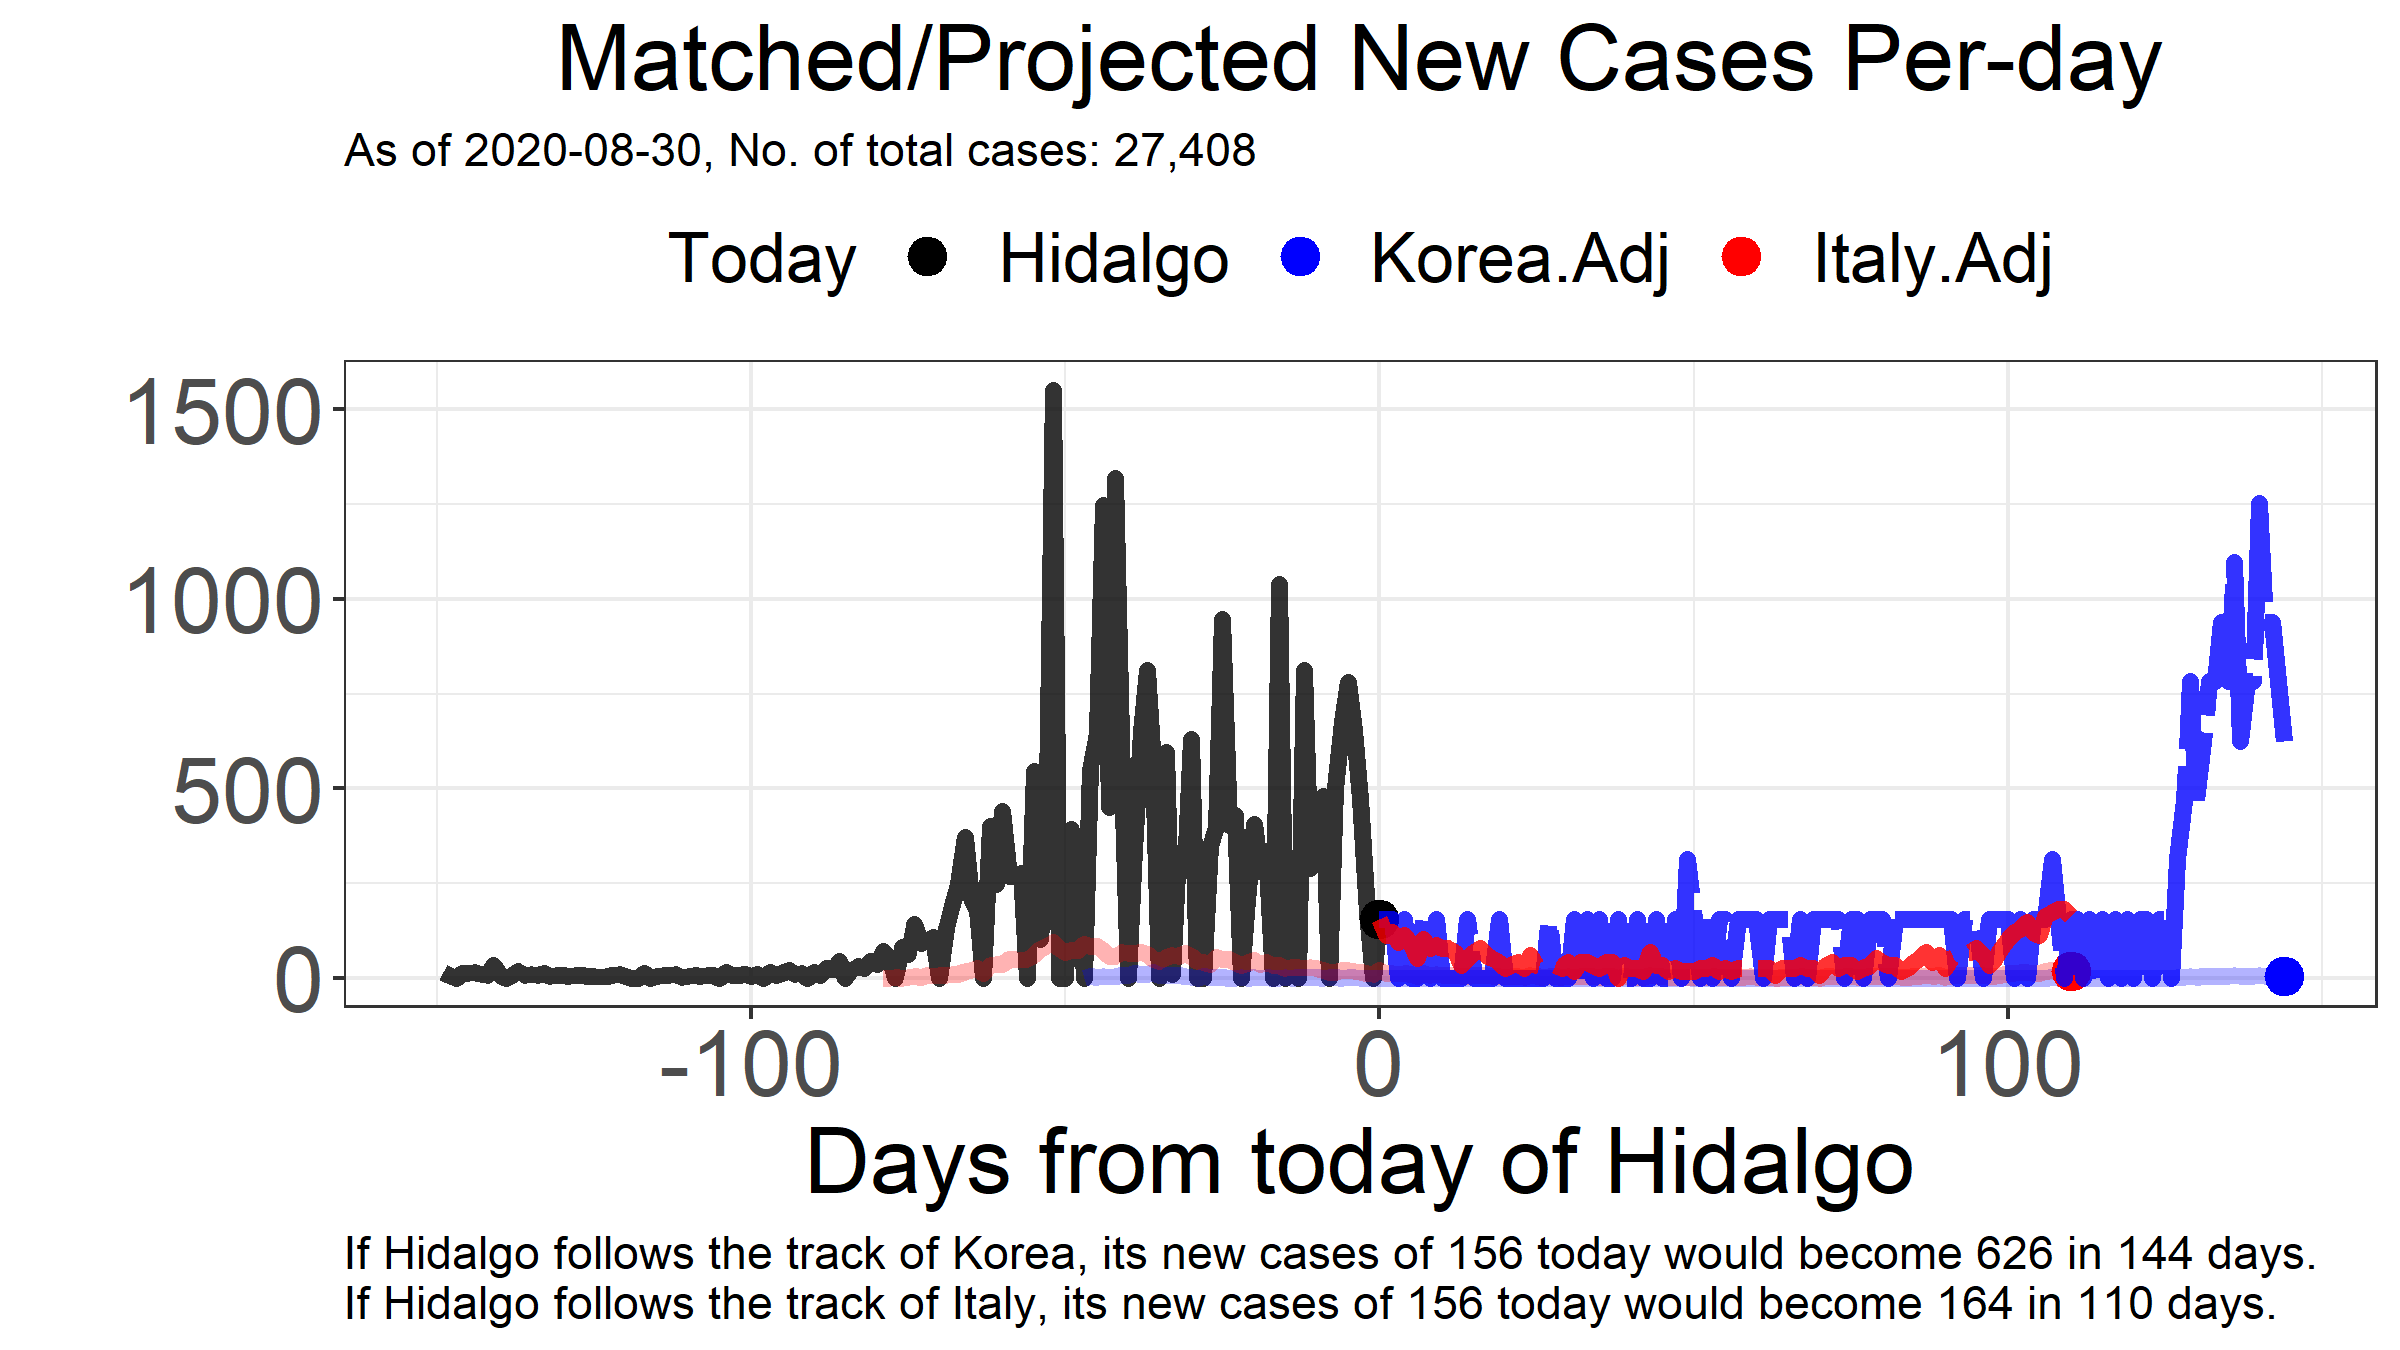 Matched/Projected New Cases Per-day
As of 2020-08-30, No. of total cases: 27,408
Today Hidalgo Korea.Adj Italy.Adj
1500
1000
500
0
-100 0 100
Days from today of Hidalgo
If Hidalgo follows the track of Korea, its new cases of 156 today would become 626 in 144 days.
If Hidalgo follows the track of Italy, its new cases of 156 today would become 164 in 110 days.